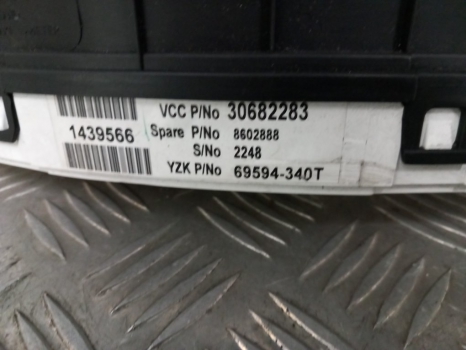 VCC P/No 30682283
1439566 Spare P/No 8602888
S/No 2248
YZK P/No 69594-340T